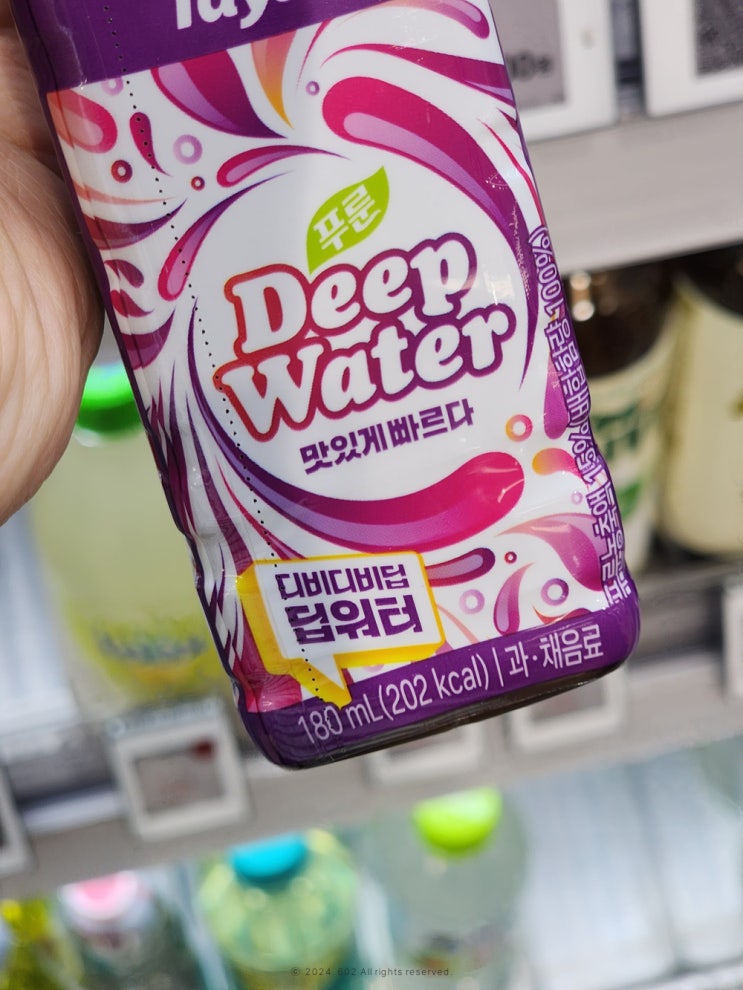 푸룬
Deep
Water
맛있게 빠르다
디비디비딥
딥워터
180 mL(202 kcal) | 과·채음료
© 2024. 602 All rights reserved.